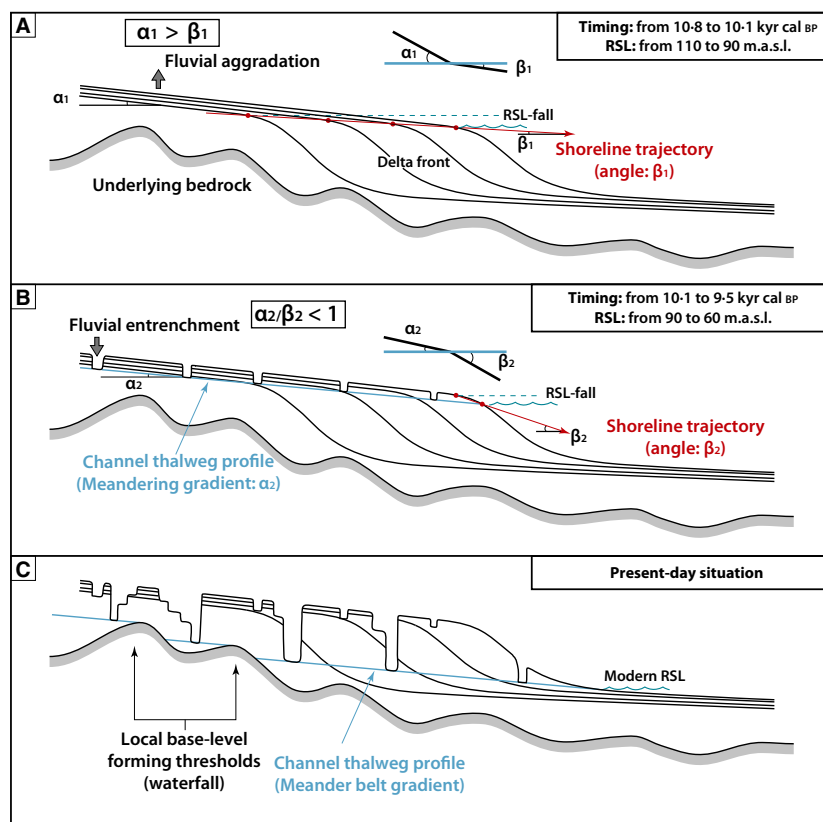 A
α1 > β1
Timing: from 10·8 to 10·1 kyr cal BP
RSL: from 110 to 90 m.a.s.l.
Fluvial aggradation
α1
β1
α1
RSL-fall
β1
Shoreline trajectory
(angle: β1)
Delta front
Underlying bedrock
B
α2/β2 < 1
Timing: from 10·1 to 9·5 kyr cal BP
RSL: from 90 to 60 m.a.s.l.
Fluvial entrenchment
α2
β2
α2
RSL-fall
β2
Shoreline trajectory
(angle: β2)
Channel thalweg profile
(Meandering gradient: α2)
C
Present-day situation
Modern RSL
Local base-level
forming thresholds
(waterfall)
Channel thalweg profile
(Meander belt gradient)